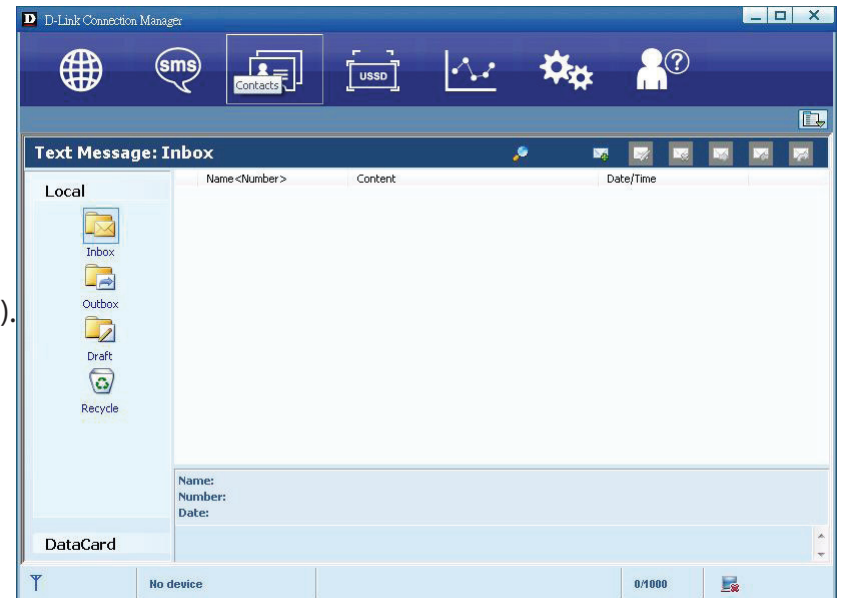 D D-Link Connection Manager
sms
Contacts
USSD
?
Text Message: Inbox
Name<Number> Content Date/Time
Local
Inbox
Outbox
).
Draft
Recycle
Name:
Number:
Date:
DataCard
No device 0/1000